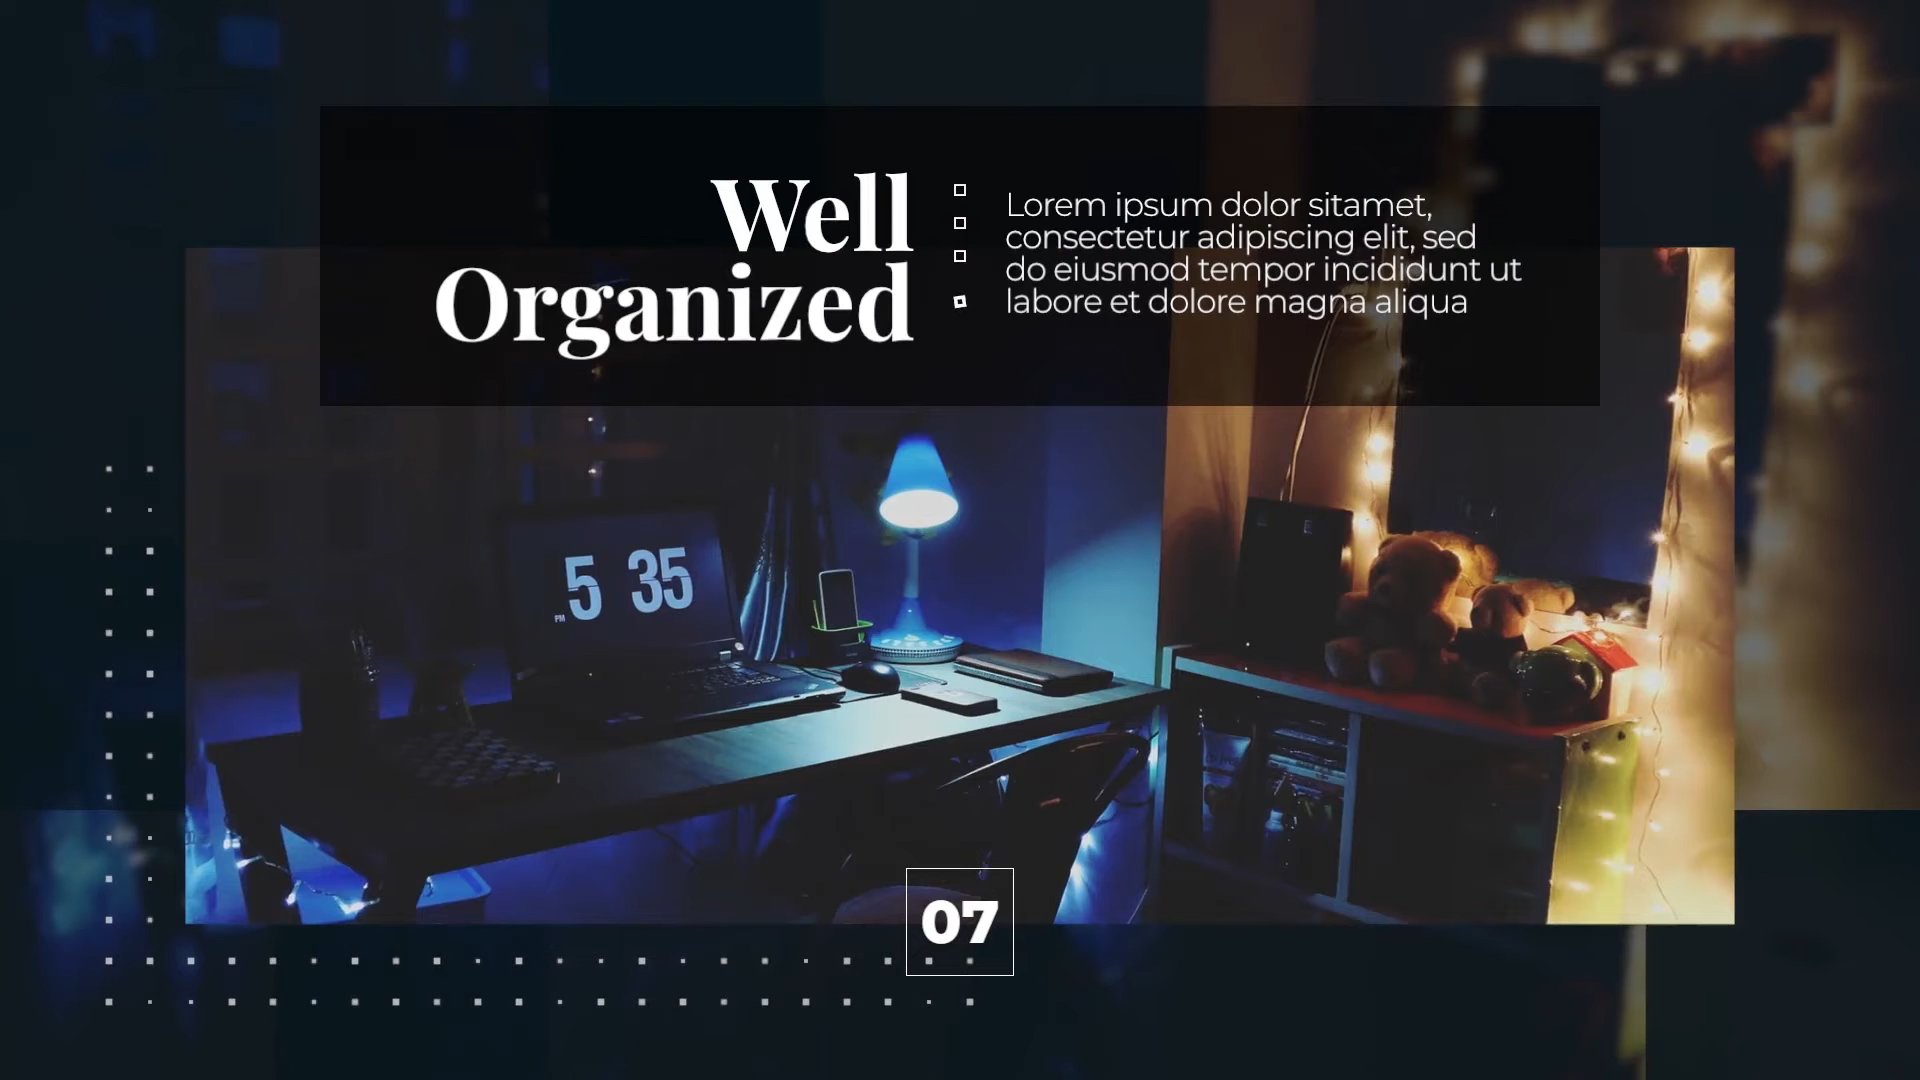 Well
Organized
Lorem ipsum dolor sitamet,
consectetur adipiscing elit, sed
do eiusmod tempor incididunt ut
labore et dolore magna aliqua
PM 5 35
07